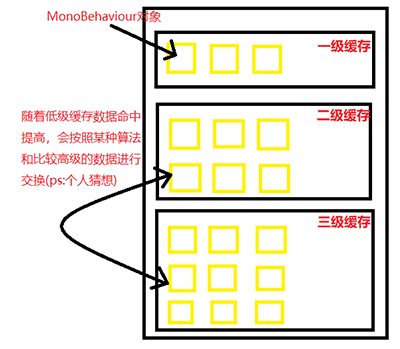 MonoBehaviour对象
一级缓存
二级缓存
随着低级缓存数据命中
提高，会按照某种算法
和比较高级的数据进行
交换(ps:个人猜想)
三级缓存